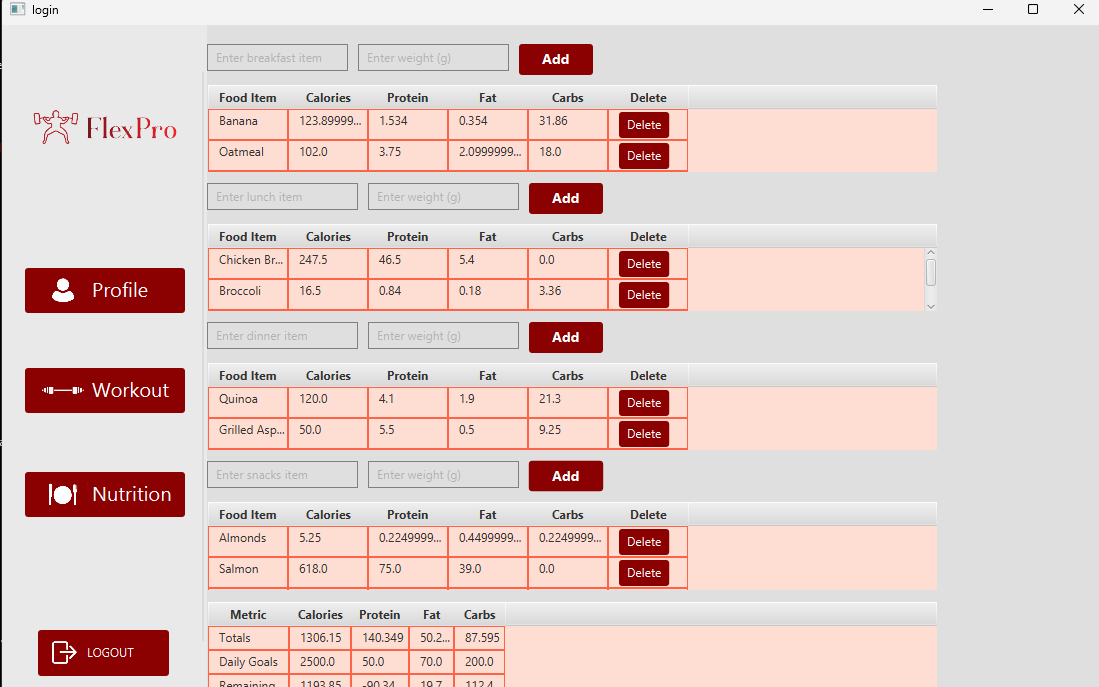 login
Enter breakfast item Enter weight (g) Add
Food Item Calories Protein Fat Carbs Delete
Banana 123.89999... 1.534 0.354 31.86 Delete
Oatmeal 102.0 3.75 2.0999999... 18.0 Delete
FlexPro
Enter lunch item Enter weight (g) Add
Food Item Calories Protein Fat Carbs Delete
Chicken Br... 247.5 46.5 5.4 0.0 Delete
Broccoli 16.5 0.84 0.18 3.36 Delete
Profile
Enter dinner item Enter weight (g) Add
Food Item Calories Protein Fat Carbs Delete
Quinoa 120.0 4.1 1.9 21.3 Delete
Grilled Asp... 50.0 5.5 0.5 9.25 Delete
Workout
Enter snacks item Enter weight (g) Add
Food Item Calories Protein Fat Carbs Delete
Almonds 5.25 0.2249999... 0.4499999... 0.2249999... Delete
Salmon 618.0 75.0 39.0 0.0 Delete
Nutrition
Metric Calories Protein Fat Carbs
Totals 1306.15 140.349 50.2... 87.595
Daily Goals 2500.0 50.0 70.0 200.0
Remaining 1193.85 -90.34 19.7 112.4
LOGOUT